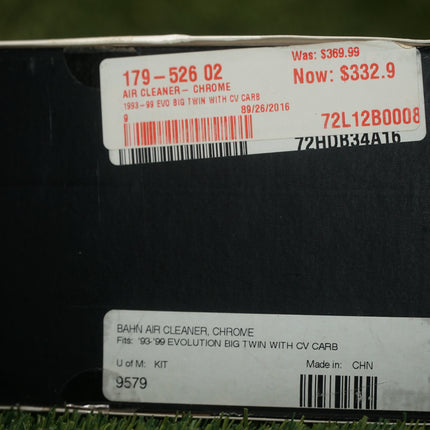 179-526 02
Was: $369.99
AIR CLEANER- CHROME
Now: $332.9
1993-99 EVO BIG TWIN WITH CV CARB
9
89/26/2016
72L12B0008
72HDB34A16
BAHN AIR CLEANER, CHROME
Fits: '93-'99 EVOLUTION BIG TWIN WITH CV CARB
U of M: KIT
Made in: CHN
9579